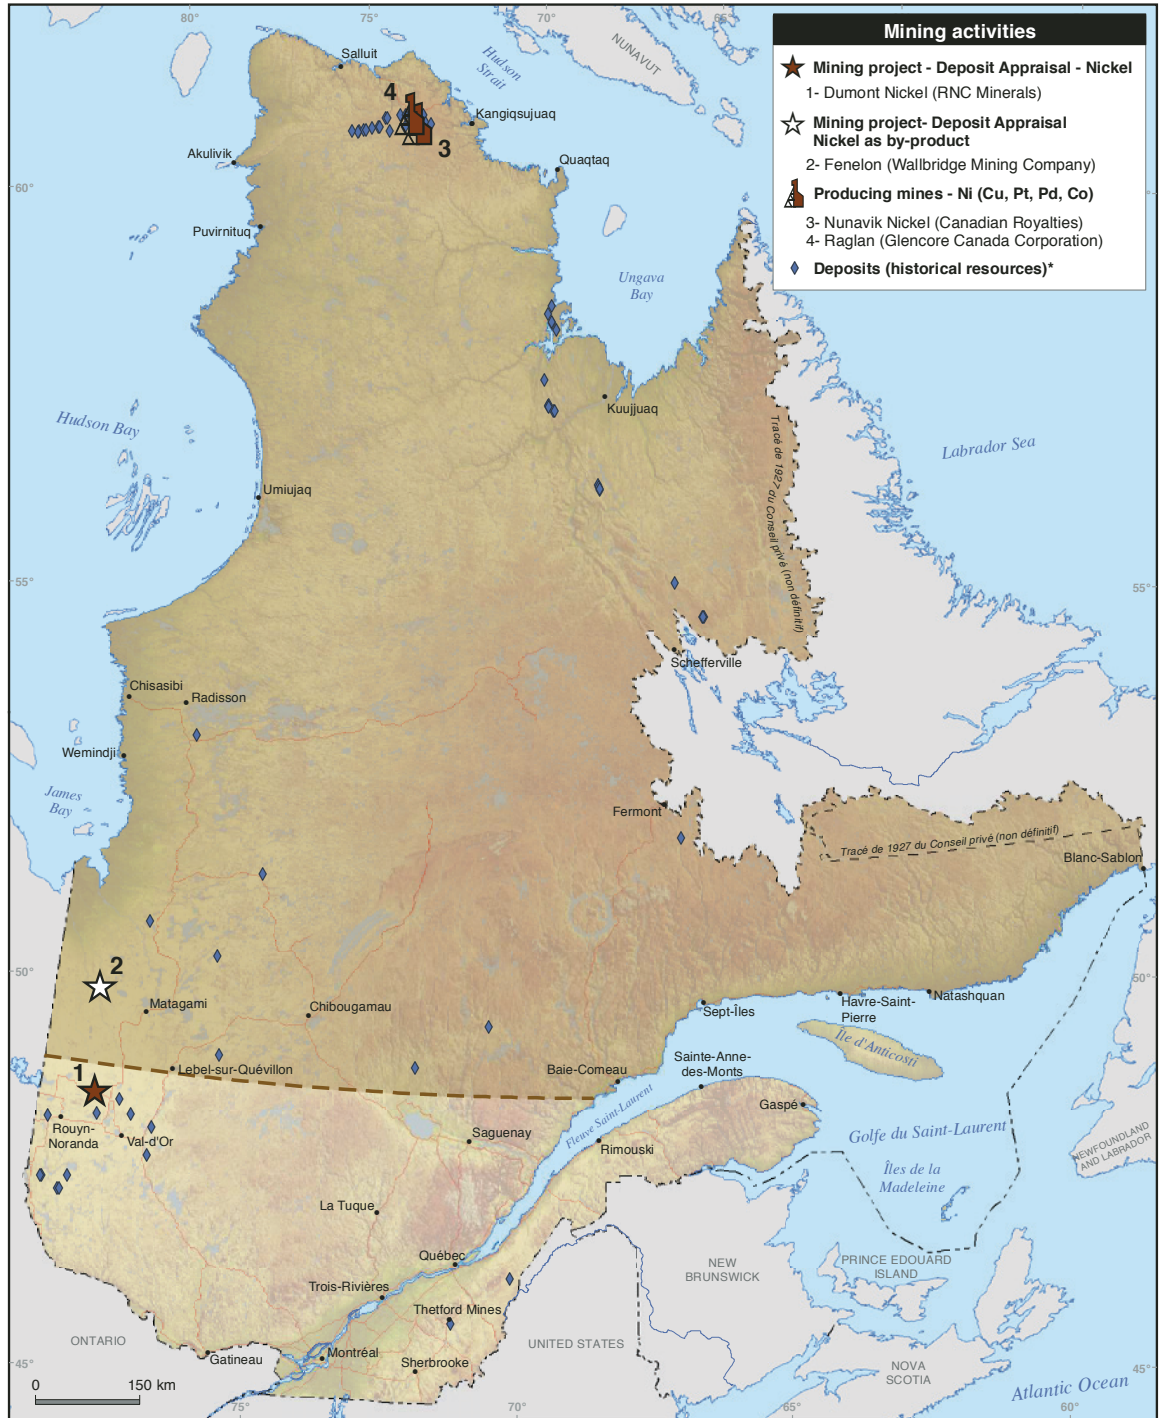 80°
75°
70°
65°
Mining activities
Mining project - Deposit Appraisal - Nickel
1- Dumont Nickel (RNC Minerals)
Mining project- Deposit Appraisal
Nickel as by-product
2- Fenelon (Wallbridge Mining Company)
Producing mines - Ni (Cu, Pt, Pd, Co)
3- Nunavik Nickel (Canadian Royalties)
4- Raglan (Glencore Canada Corporation)
Deposits (historical resources)*
NUNAVUT
Hudson
Strait
Salluit
4
3
Kangiqsujuaq
Akulivik
Quaqtaq
60°
Puvirnituq
Ungava
Bay
Kuujjuaq
Hudson Bay
Labrador Sea
Tracé de 1927 du Conseil privé (non définitif)
Umiujaq
55°
55°
Schefferville
Chisasibi
Radisson
Wemindji
James
Bay
Fermont
Tracé de 1927 du Conseil privé (non définitif)
Blanc-Sablon
50°
50°
2
Matagami
Chibougamau
Sept-Îles
Havre-Saint-
Pierre
Natashquan
Île d'Anticosti
1
Lebel-sur-Quévillon
Baie-Comeau
Sainte-Anne-
des-Monts
Gaspé
Fleuve Saint-Laurent
Rouyn-
Noranda
Val-d'Or
Saguenay
Rimouski
Golfe du Saint-Laurent
NEWFOUNDLAND
AND LABRADOR
Îles de la
Madeleine
La Tuque
Québec
NEW
BRUNSWICK
PRINCE EDOUARD
ISLAND
Trois-Rivières
Thetford Mines
ONTARIO
Gatineau
Montréal
Sherbrooke
UNITED STATES
NOVA
SCOTIA
Atlantic Ocean
45°
45°
0 150 km
75°
70°
65°
60°